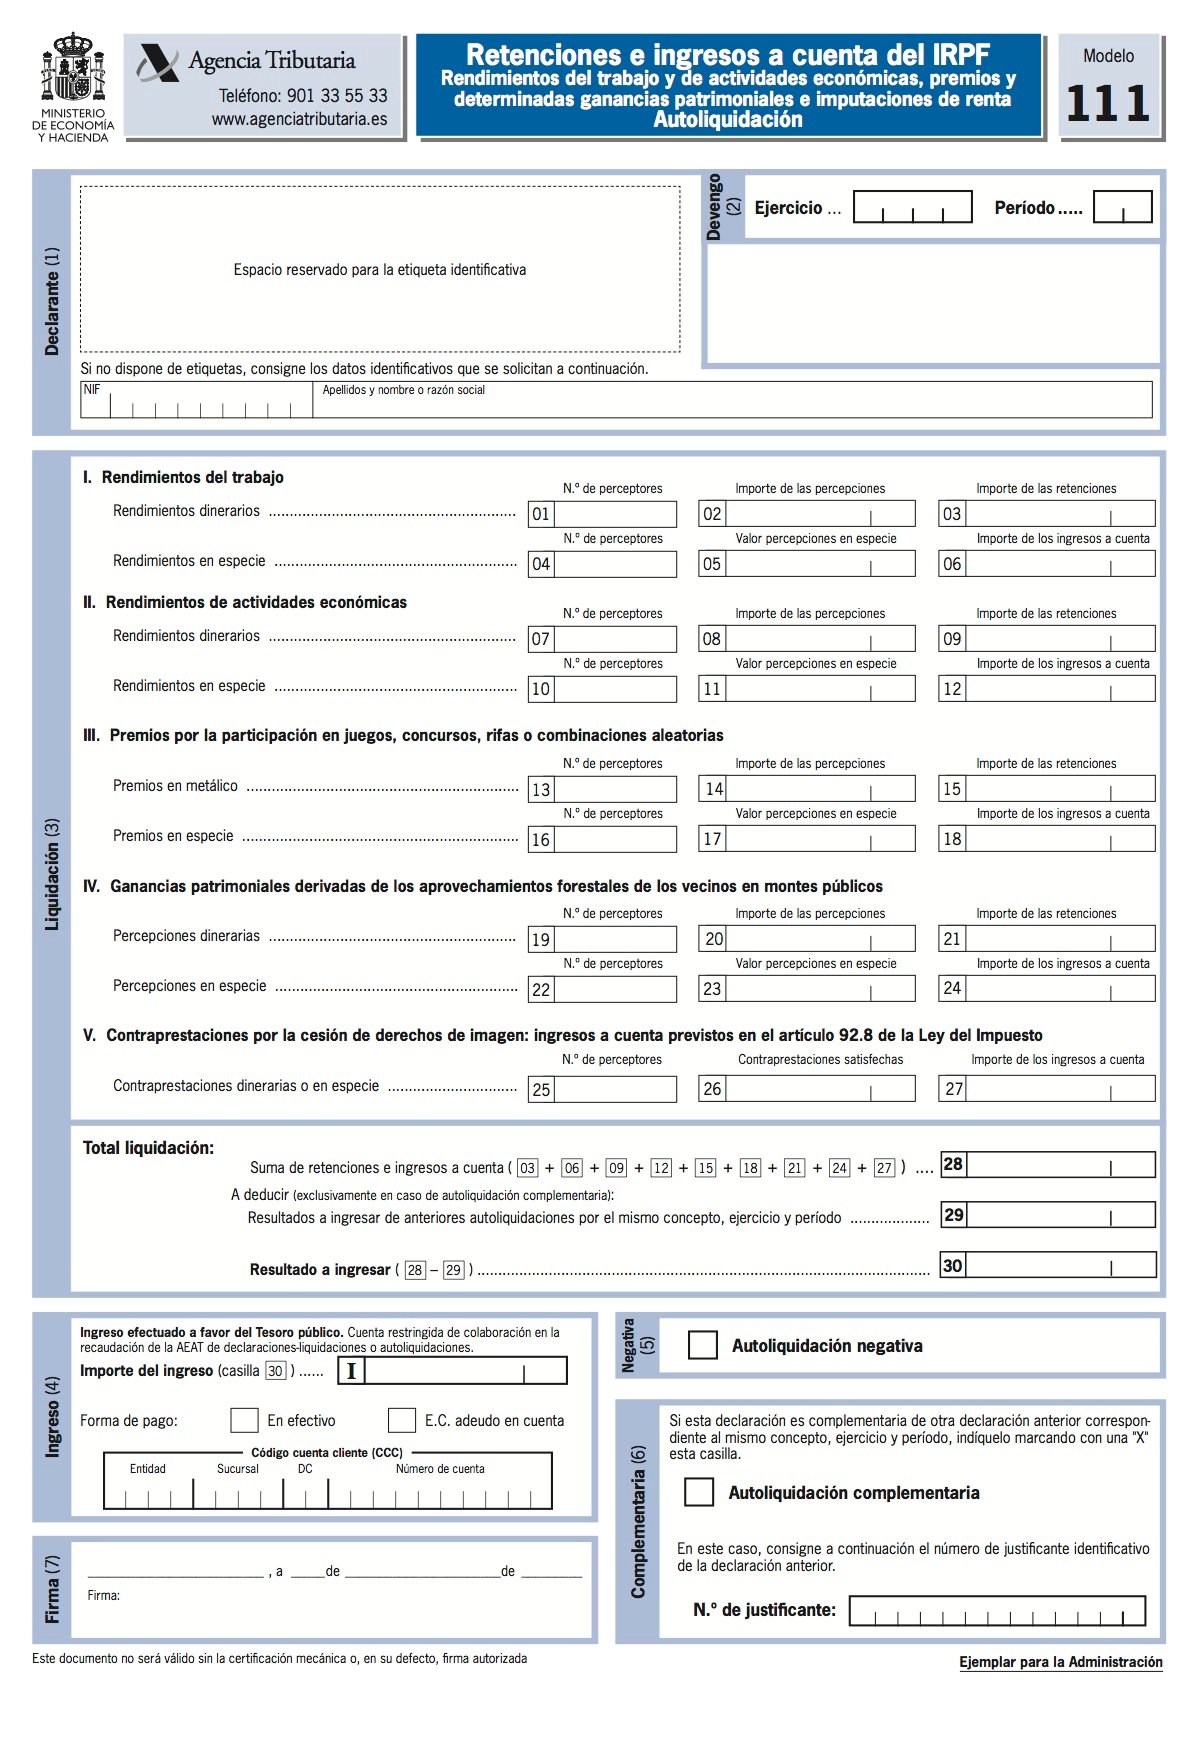 MINISTERIO
DE ECONOMÍA
Y HACIENDA
Agencia Tributaria
Teléfono: 901 33 55 33
www.agenciatributaria.es
Retenciones e ingresos a cuenta del IRPF
Rendimientos del trabajo y de actividades económicas, premios y
determinadas ganancias patrimoniales e imputaciones de renta
Autoliquidación
Modelo
111
Declarante (1)
Espacio reservado para la etiqueta identificativa
Devengo (2)
Ejercicio ...
Período .....
Si no dispone de etiquetas, consigne los datos identificativos que se solicitan a continuación.
NIF
Apellidos y nombre o razón social
Liquidación (3)
I. Rendimientos del trabajo
N.º de perceptores Importe de las percepciones Importe de las retenciones
Rendimientos dinerarios 01 02 03
N.º de perceptores Valor percepciones en especie Importe de los ingresos a cuenta
Rendimientos en especie 04 05 06
II. Rendimientos de actividades económicas
N.º de perceptores Importe de las percepciones Importe de las retenciones
Rendimientos dinerarios 07 08 09
N.º de perceptores Valor percepciones en especie Importe de los ingresos a cuenta
Rendimientos en especie 10 11 12
III. Premios por la participación en juegos, concursos, rifas o combinaciones aleatorias
N.º de perceptores Importe de las percepciones Importe de las retenciones
Premios en metálico 13 14 15
N.º de perceptores Valor percepciones en especie Importe de los ingresos a cuenta
Premios en especie 16 17 18
IV. Ganancias patrimoniales derivadas de los aprovechamientos forestales de los vecinos en montes públicos
N.º de perceptores Importe de las percepciones Importe de las retenciones
Percepciones dinerarias 19 20 21
N.º de perceptores Valor percepciones en especie Importe de los ingresos a cuenta
Percepciones en especie 22 23 24
V. Contraprestaciones por la cesión de derechos de imagen: ingresos a cuenta previstos en el artículo 92.8 de la Ley del Impuesto
N.º de perceptores Contraprestaciones satisfechas Importe de los ingresos a cuenta
Contraprestaciones dinerarias o en especie 25 26 27
Total liquidación:
Suma de retenciones e ingresos a cuenta ( 03 + 06 + 09 + 12 + 15 + 18 + 21 + 24 + 27 ) .... 28
A deducir (exclusivamente en caso de autoliquidación complementaria):
Resultados a ingresar de anteriores autoliquidaciones por el mismo concepto, ejercicio y período 29
Resultado a ingresar ( 28 – 29 ) 30
Ingreso (4)
Ingreso efectuado a favor del Tesoro público. Cuenta restringida de colaboración en la
recaudación de la AEAT de declaraciones-liquidaciones o autoliquidaciones.
Importe del ingreso (casilla 30 ) ...... I
Forma de pago: En efectivo E.C. adeudo en cuenta
Código cuenta cliente (CCC)
Entidad Sucursal DC Número de cuenta
Firma (7)
, a de de
Firma:
Negativa (5)
Autoliquidación negativa
Complementaria (6)
Si esta declaración es complementaria de otra declaración anterior correspon-
diente al mismo concepto, ejercicio y período, indíquelo marcando con una "X"
esta casilla.
Autoliquidación complementaria
En este caso, consigne a continuación el número de justificante identificativo
de la declaración anterior.
N.º de justificante:
Este documento no será válido sin la certificación mecánica o, en su defecto, firma autorizada
Ejemplar para la Administración